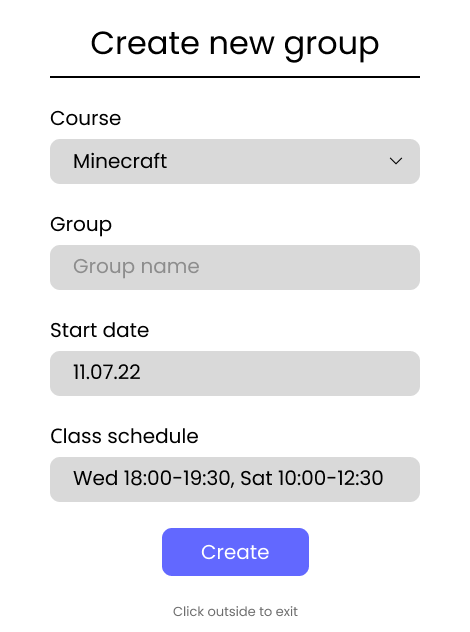 Create new group
Course
Minecraft
Group
Group name
Start date
11.07.22
Class schedule
Wed 18:00-19:30, Sat 10:00-12:30
Create
Click outside to exit